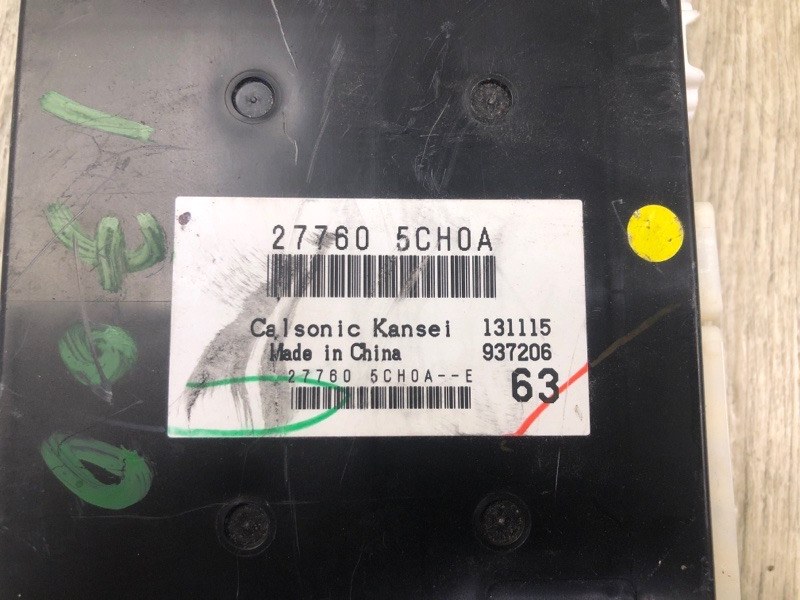 27760 5CH0A
Calsonic Kansei 131115
Made in China 937206
27760 5CH0A--E 63